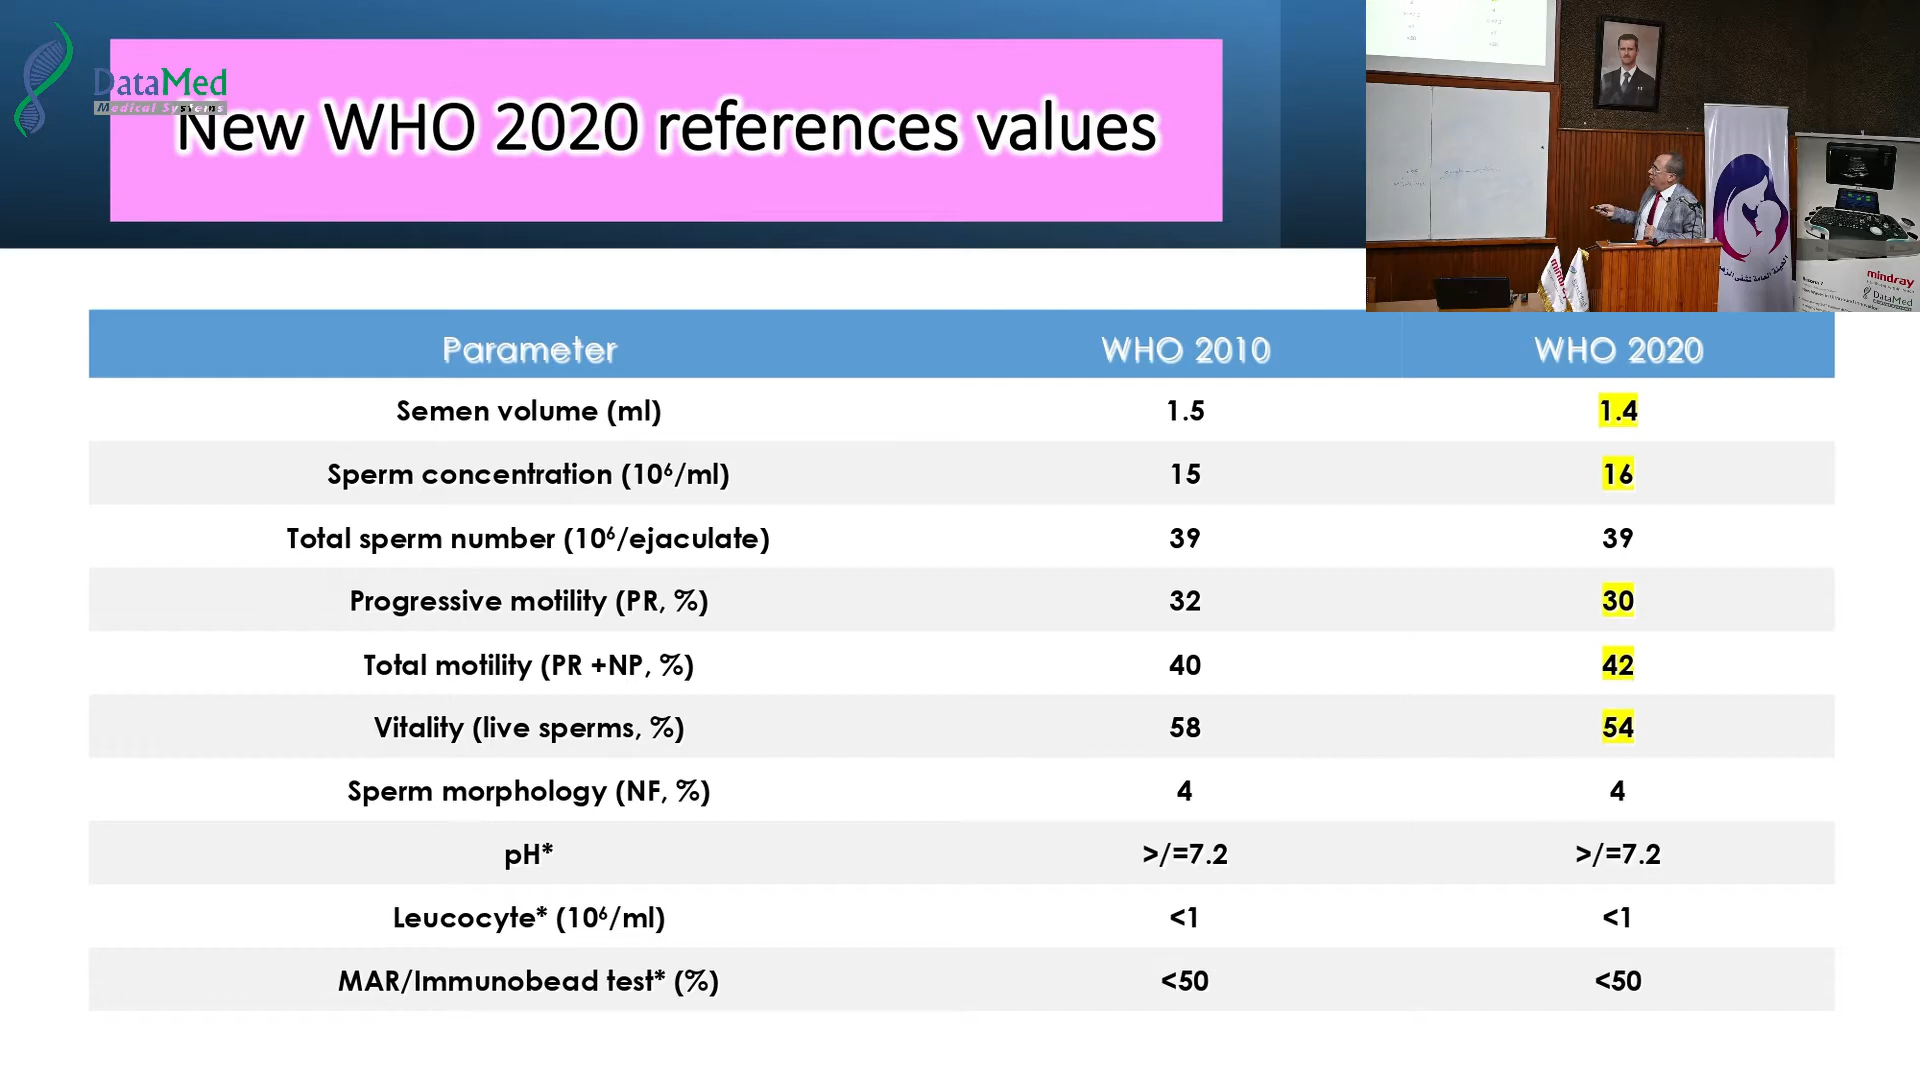 DataMed
Medical Systems
New WHO 2020 references values
Parameter WHO 2010 WHO 2020
Semen volume (ml) 1.5 1.4
Sperm concentration (10⁶/ml) 15 16
Total sperm number (10⁶/ejaculate) 39 39
Progressive motility (PR, %) 32 30
Total motility (PR +NP, %) 40 42
Vitality (live sperms, %) 58 54
Sperm morphology (NF, %) 4 4
pH* >/=7.2 >/=7.2
Leucocyte* (10⁶/ml) <1 <1
MAR/Immunobead test* (%) <50 <50
mindray
DataMed
mindray